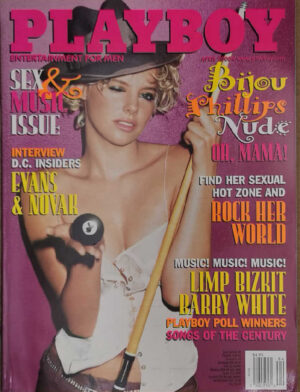 PLAYBOY
ENTERTAINMENT FOR MEN
SEX &
MUSIC
ISSUE
Bijou
Phillips
Nude
OH, MAMA!
INTERVIEW
D.C. INSIDERS
EVANS
& NOVAK
FIND HER SEXUAL
HOT ZONE AND
ROCK HER
WORLD
MUSIC! MUSIC! MUSIC!
LIMP BIZKIT
BARRY WHITE
PLAYBOY POLL WINNERS
SONGS OF THE CENTURY